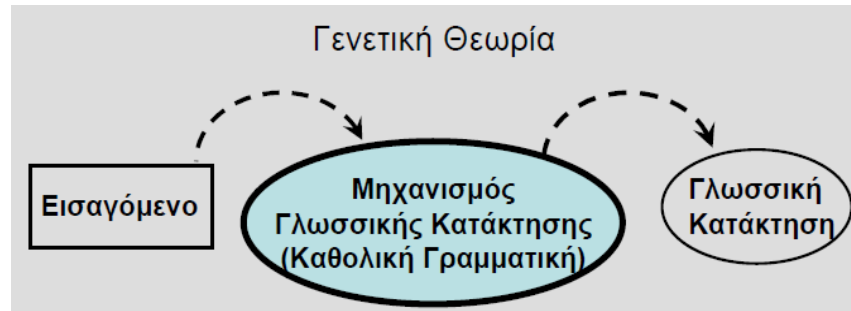 Γενετική Θεωρία
Εισαγόμενο
Μηχανισμός
Γλωσσικής Κατάκτησης
(Καθολική Γραμματική)
Γλωσσική
Κατάκτηση